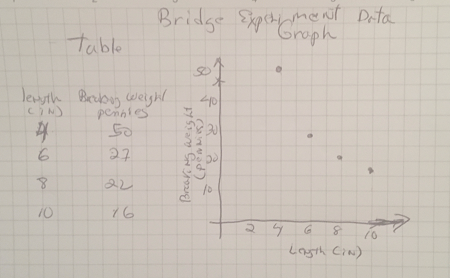 Bridge Experiment Data
Graph
Table
length
(in)
Breaking weight
pennies
4 50
6 27
8 22
10 16
Breaking weight
(pennies)
50
40
30
20
10
2 4 6 8 10
Length (in)